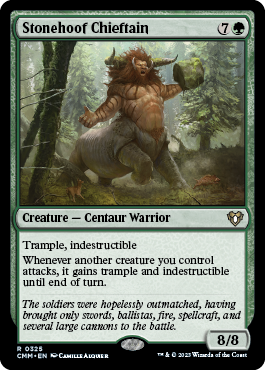 Stonehoof Chieftain 7
Creature — Centaur Warrior
Trample, indestructible
Whenever another creature you control
attacks, it gains trample and indestructible
until end of turn.
The soldiers were hopelessly outmatched, having
brought only swords, ballistas, fire, spellcraft, and
several large cannons to the battle.
8/8
R 0325
CMM • EN Camille Alquier
™ & © 2023 Wizards of the Coast